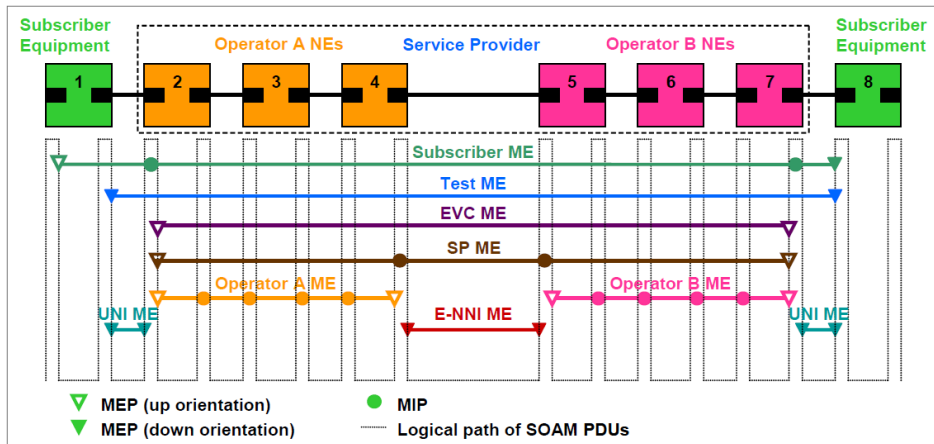 Subscriber
Equipment
Operator A NEs
Service Provider
Operator B NEs
Subscriber
Equipment
1
2
3
4
5
6
7
8
Subscriber ME
Test ME
EVC ME
SP ME
Operator A ME
Operator B ME
UNI ME
E-NNI ME
UNI ME
MEP (up orientation)
MIP
MEP (down orientation)
Logical path of SOAM PDUs